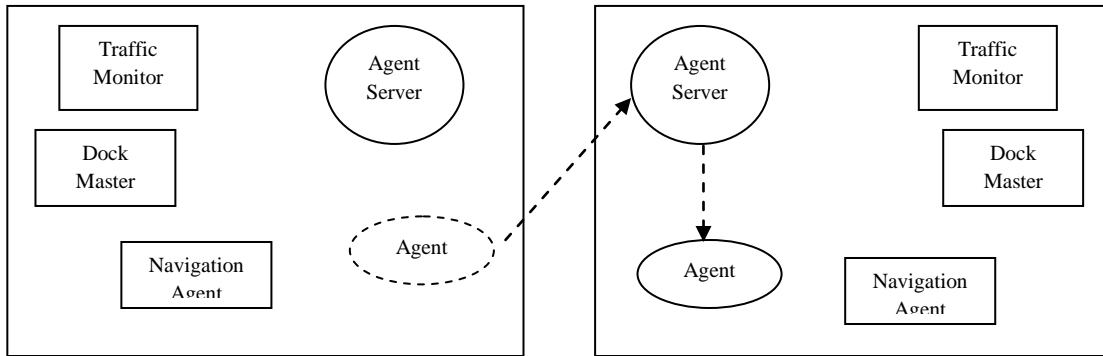 Traffic
Monitor
Agent
Server
Dock
Master
Agent
Navigation
Agent
Agent
Server
Traffic
Monitor
Dock
Master
Agent
Navigation
Agent